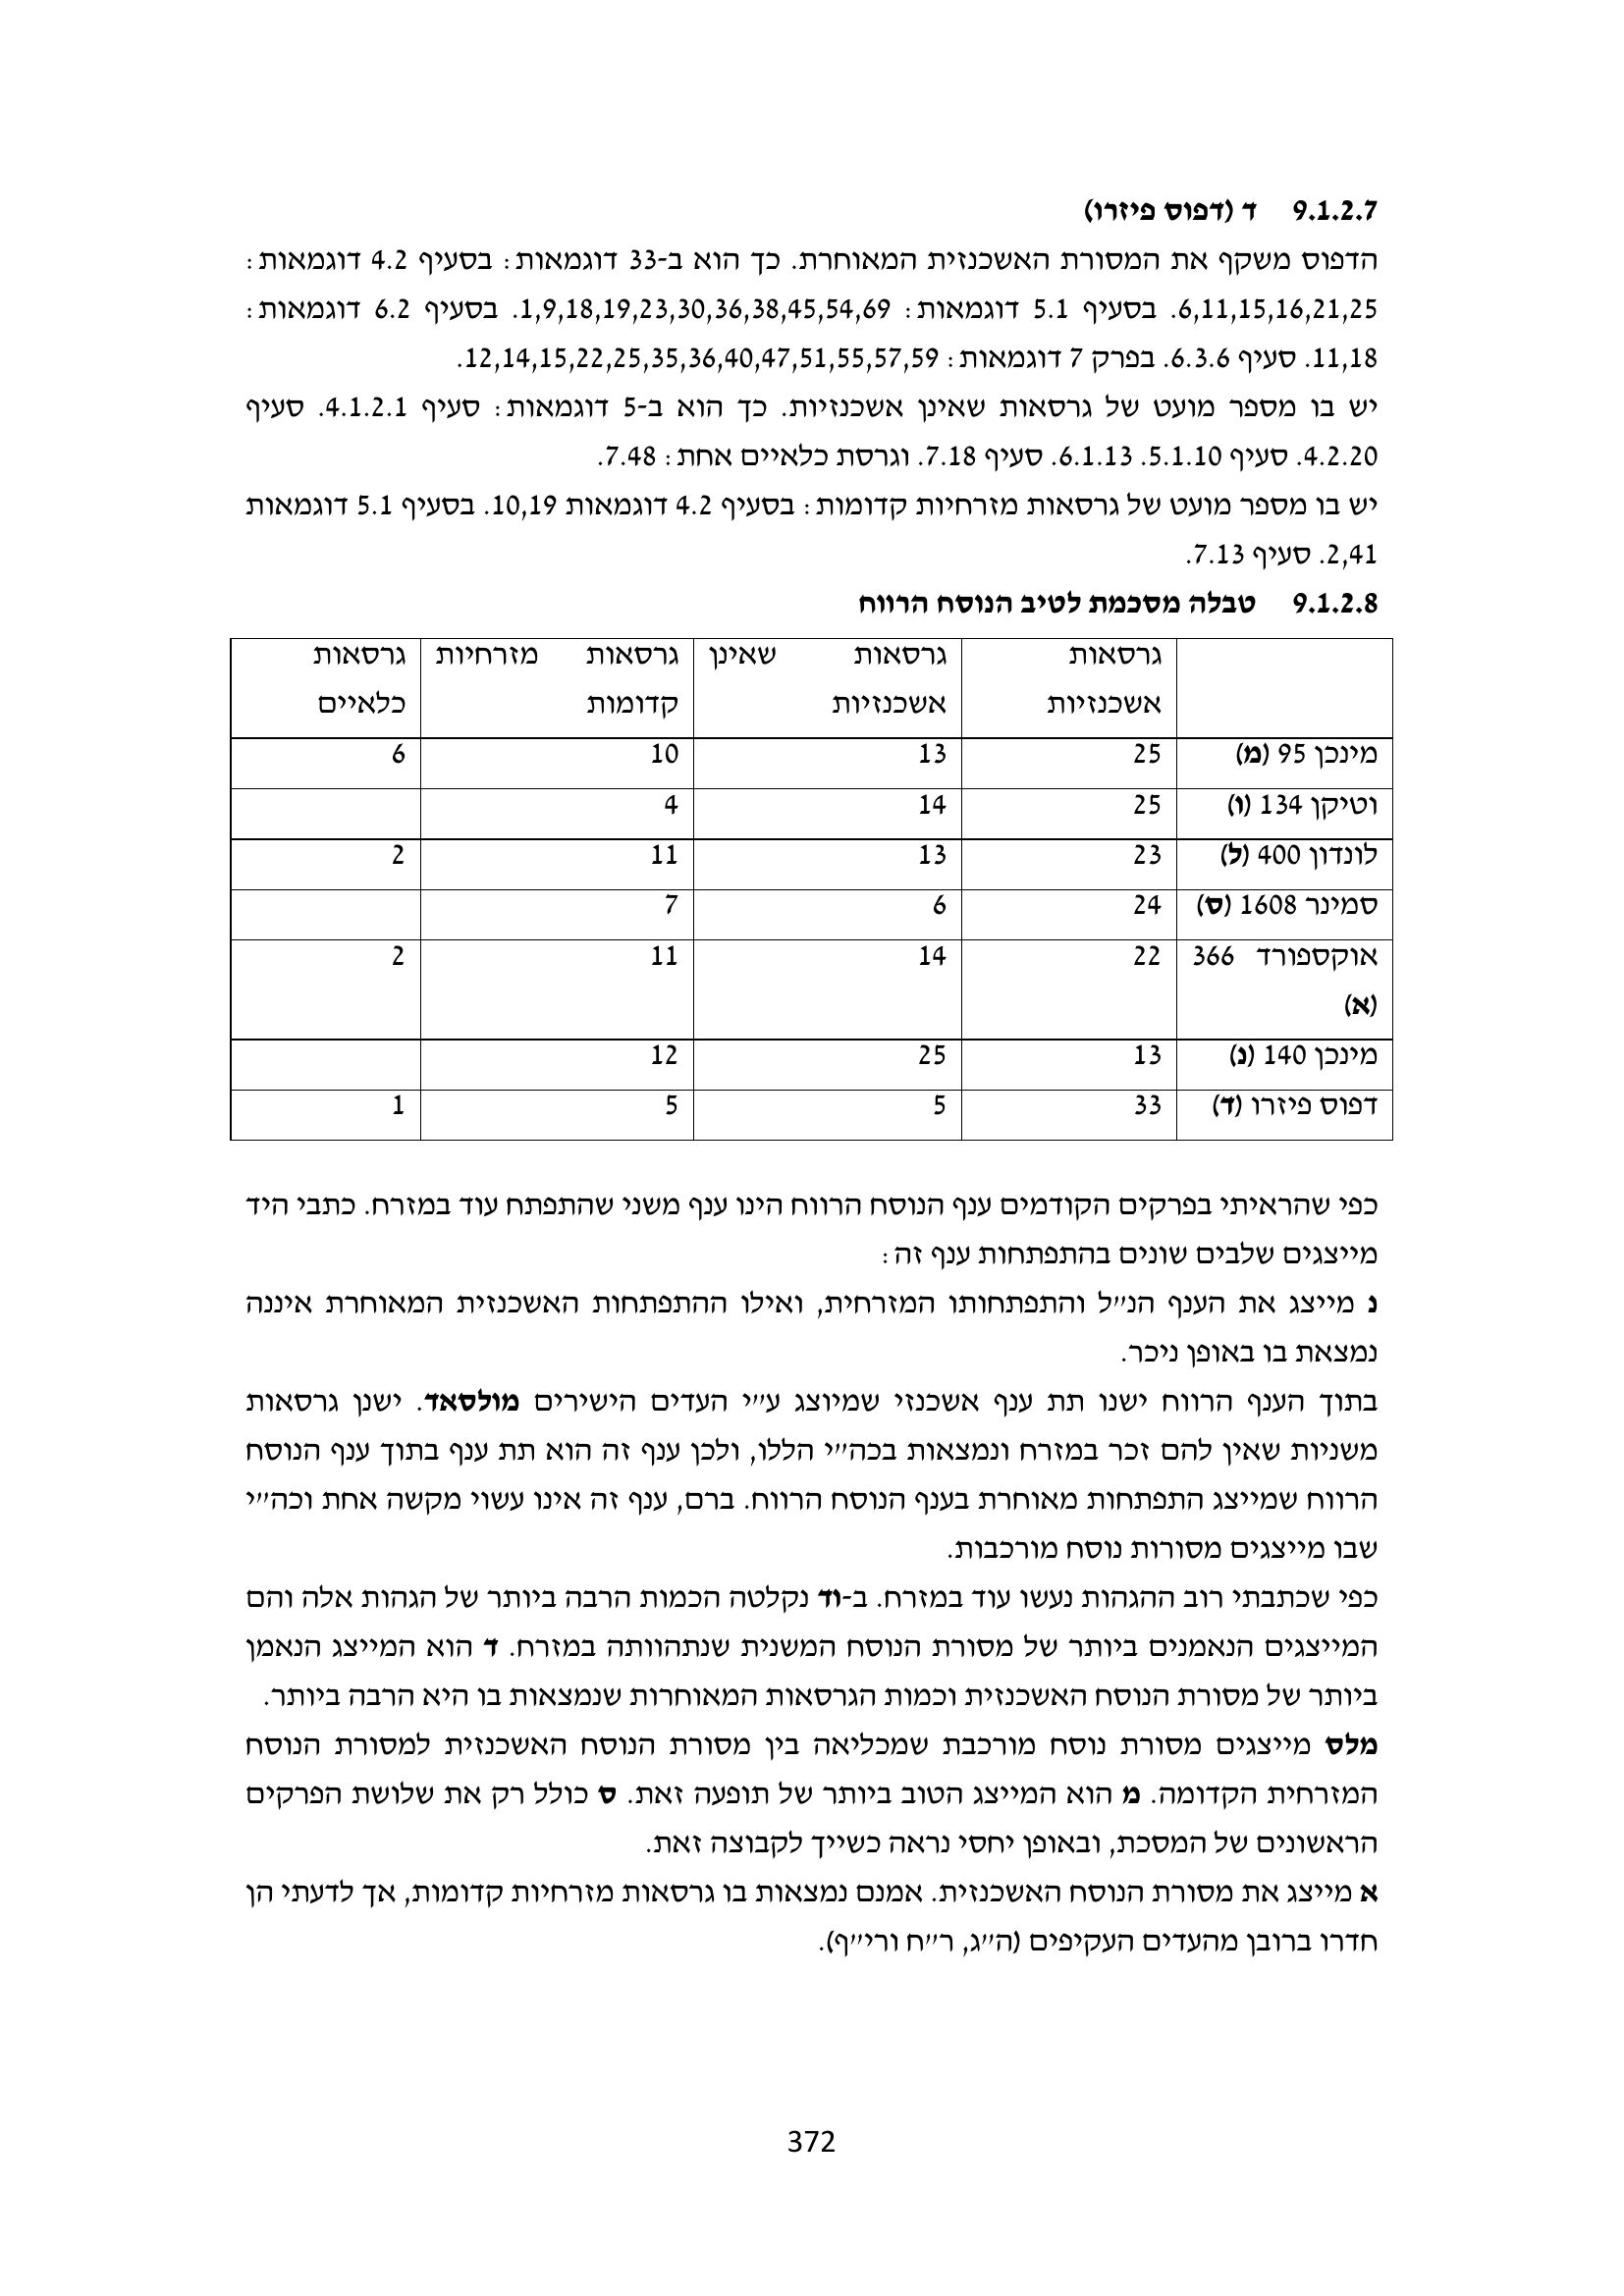 9.1.2.7 ד (דפוס פיזרו)
הדפוס משקף את המסורת האשכנזית המאוחרת. כך הוא ב-33 דוגמאות: בסעיף 4.2 דוגמאות:
6,11,15,16,21,25. בסעיף 5.1 דוגמאות: 1,9,18,19,23,30,36,38,45,54,69. בסעיף 6.2 דוגמאות:
11,18. סעיף 6.3.6. בפרק 7 דוגמאות: 12,14,15,22,25,35,36,40,47,51,55,57,59.
יש בו מספר מועט של גרסאות שאינן אשכנזיות. כך הוא ב-5 דוגמאות: סעיף 4.1.2.1. סעיף
4.2.20. סעיף 5.1.10. 6.1.13. סעיף 7.18. וגרסת כלאיים אחת: 7.48.
יש בו מספר מועט של גרסאות מזרחיות קדומות: בסעיף 4.2 דוגמאות 10,19. בסעיף 5.1 דוגמאות
2,41. סעיף 7.13.
9.1.2.8 טבלה מסכמת לטיב הנוסח הרווח
גרסאות אשכנזיות | גרסאות שאינן אשכנזיות | גרסאות מזרחיות קדומות | גרסאות כלאיים
מינכן 95 (מ) 25 13 10 6
וטיקן 134 (ו) 25 14 4
לונדון 400 (ל) 23 13 11 2
סמינר 1608 (ס) 24 6 7
אוקספורד 366 (א) 22 14 11 2
מינכן 140 (נ) 13 25 12
דפוס פיזרו (ד) 33 5 5 1
כפי שהראיתי בפרקים הקודמים ענף הנוסח הרווח הינו ענף משני שהתפתח עוד במזרח. כתבי היד
מייצגים שלבים שונים בהתפתחות ענף זה:
נ מייצג את הענף הנ״ל והתפתחותו המזרחית, ואילו ההתפתחות האשכנזית המאוחרת איננה
נמצאת בו באופן ניכר.
בתוך הענף הרווח ישנו תת ענף אשכנזי שמיוצג ע״י העדים הישירים מולסאד. ישנן גרסאות
משניות שאין להם זכר במזרח ונמצאות בכה״י הללו, ולכן ענף זה הוא תת ענף בתוך ענף הנוסח
הרווח שמייצג התפתחות מאוחרת בענף הנוסח הרווח. ברם, ענף זה אינו עשוי מקשה אחת וכה״י
שבו מייצגים מסורות נוסח מורכבות.
כפי שכתבתי רוב ההגהות נעשו עוד במזרח. ב-וד נקלטה הכמות הרבה ביותר של הגהות אלה והם
המייצגים הנאמנים ביותר של מסורת הנוסח המשנית שנתהוותה במזרח. ד הוא המייצג הנאמן
ביותר של מסורת הנוסח האשכנזית וכמות הגרסאות המאוחרות שנמצאות בו היא הרבה ביותר.
מלס מייצגים מסורת נוסח מורכבת שמכליאה בין מסורת הנוסח האשכנזית למסורת הנוסח
המזרחית הקדומה. מ הוא המייצג הטוב ביותר של תופעה זאת. ס כולל רק את שלושת הפרקים
הראשונים של המסכת, ובאופן יחסי נראה כשייך לקבוצה זאת.
א מייצג את מסורת הנוסח האשכנזית. אמנם נמצאות בו גרסאות מזרחיות קדומות, אך לדעתי הן
חדרו ברובן מהעדים העקיפים (ה״ג, ר״ח ורי״ף).
372